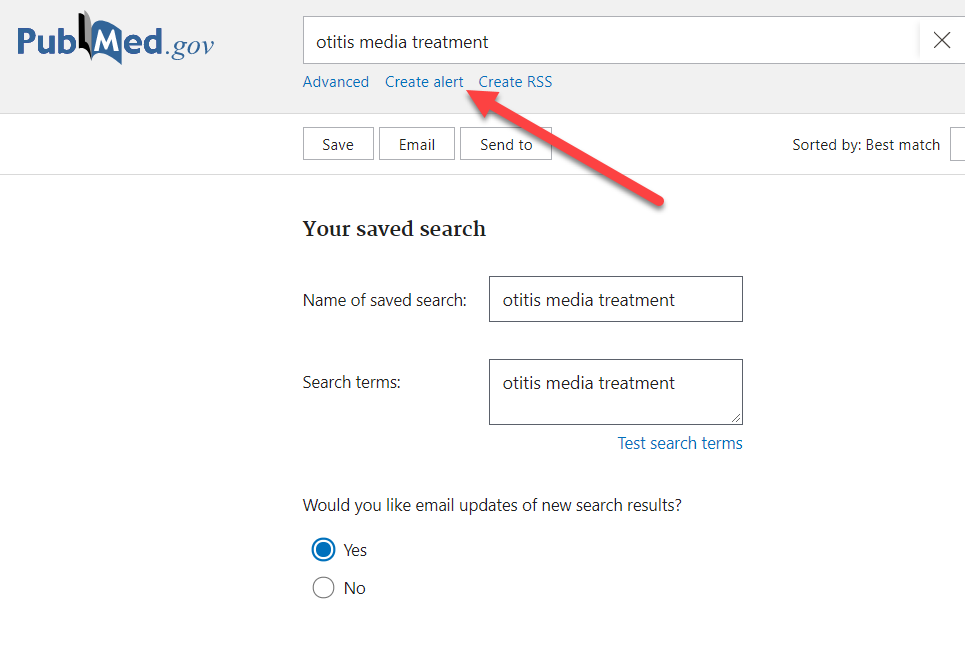 PubMed.gov
otitis media treatment
Advanced Create alert Create RSS
Save Email Send to Sorted by: Best match
Your saved search
Name of saved search: otitis media treatment
Search terms: otitis media treatment
Test search terms
Would you like email updates of new search results?
Yes
No